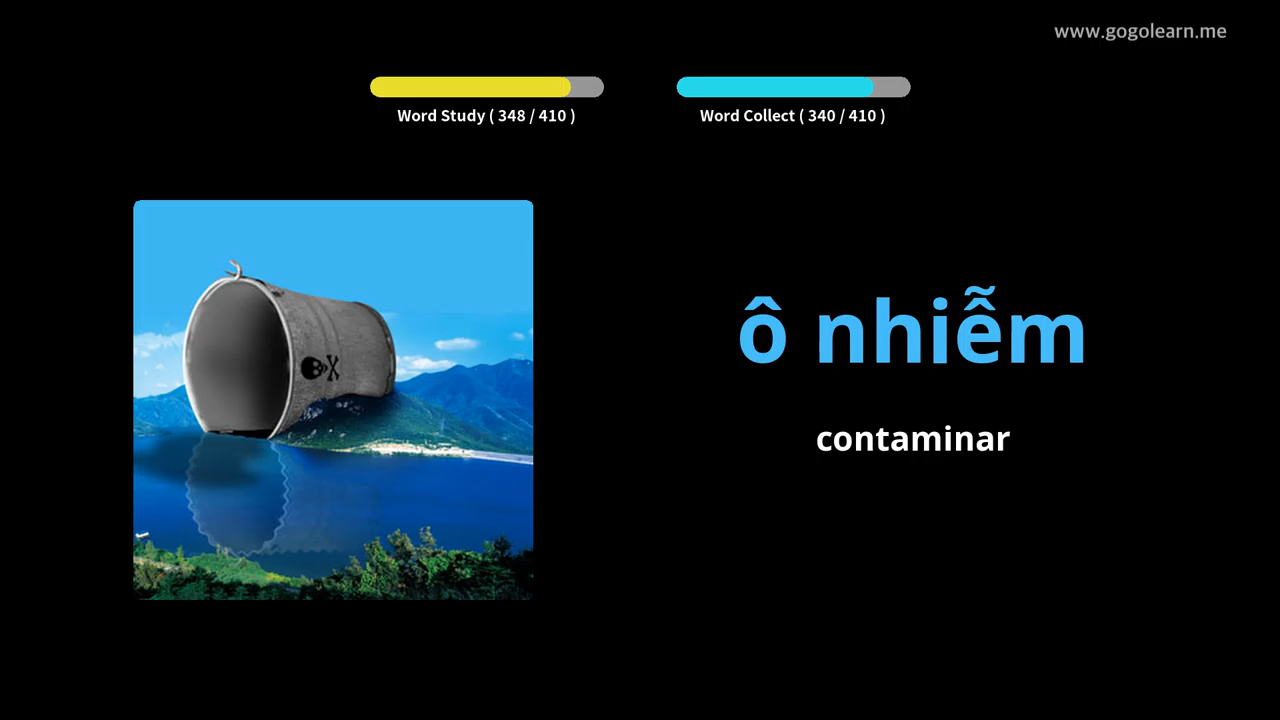 www.gogolearn.me
Word Study ( 348 / 410 )
Word Collect ( 340 / 410 )
ô nhiễm
contaminar